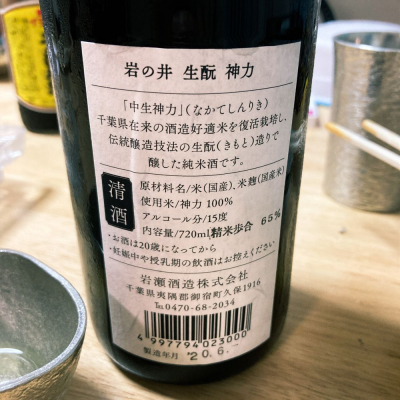 岩の井 生酛 神力
「中生神力」(なかてしんりき)
千葉県在来の酒造好適米を復活栽培し、
伝統醸造技法の生酛(きもと)造りで
醸した純米酒です。
清酒
原材料名/米(国産)、米麹(国産米)
使用米/神力 100%
アルコール分/15度
内容量/720ml 精米歩合 65%
・お酒は20歳になってから
・妊娠中や授乳期の飲酒はお控えください
岩瀬酒造株式会社
千葉県夷隅郡御宿町久保1916
℡0470-68-2034
4 997794 023000
製造年月 '20.6.